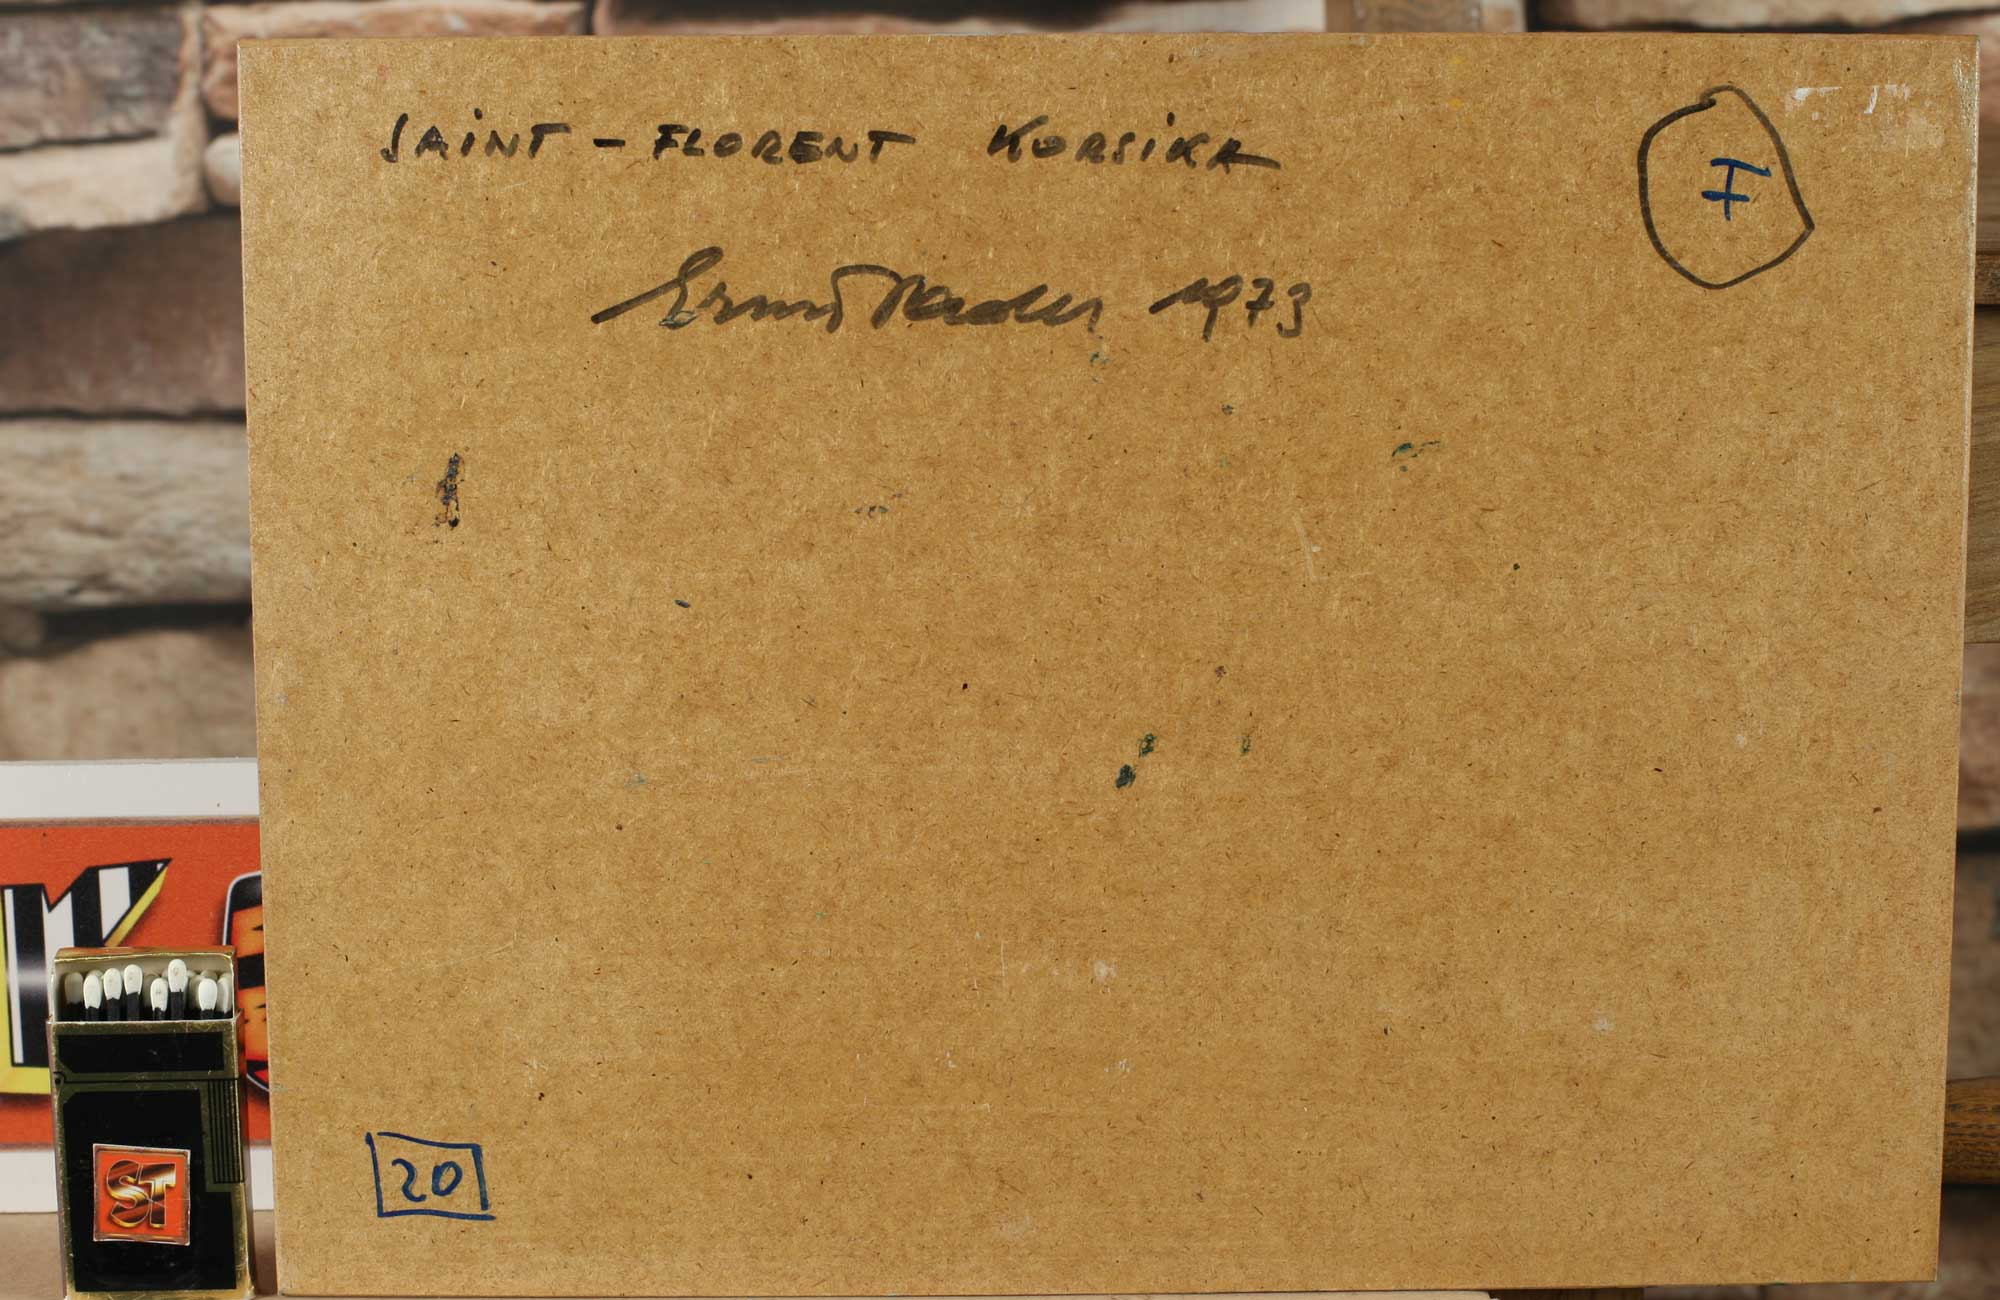 SAINT - FLORENT KORSIKA
1973
F
20
ST